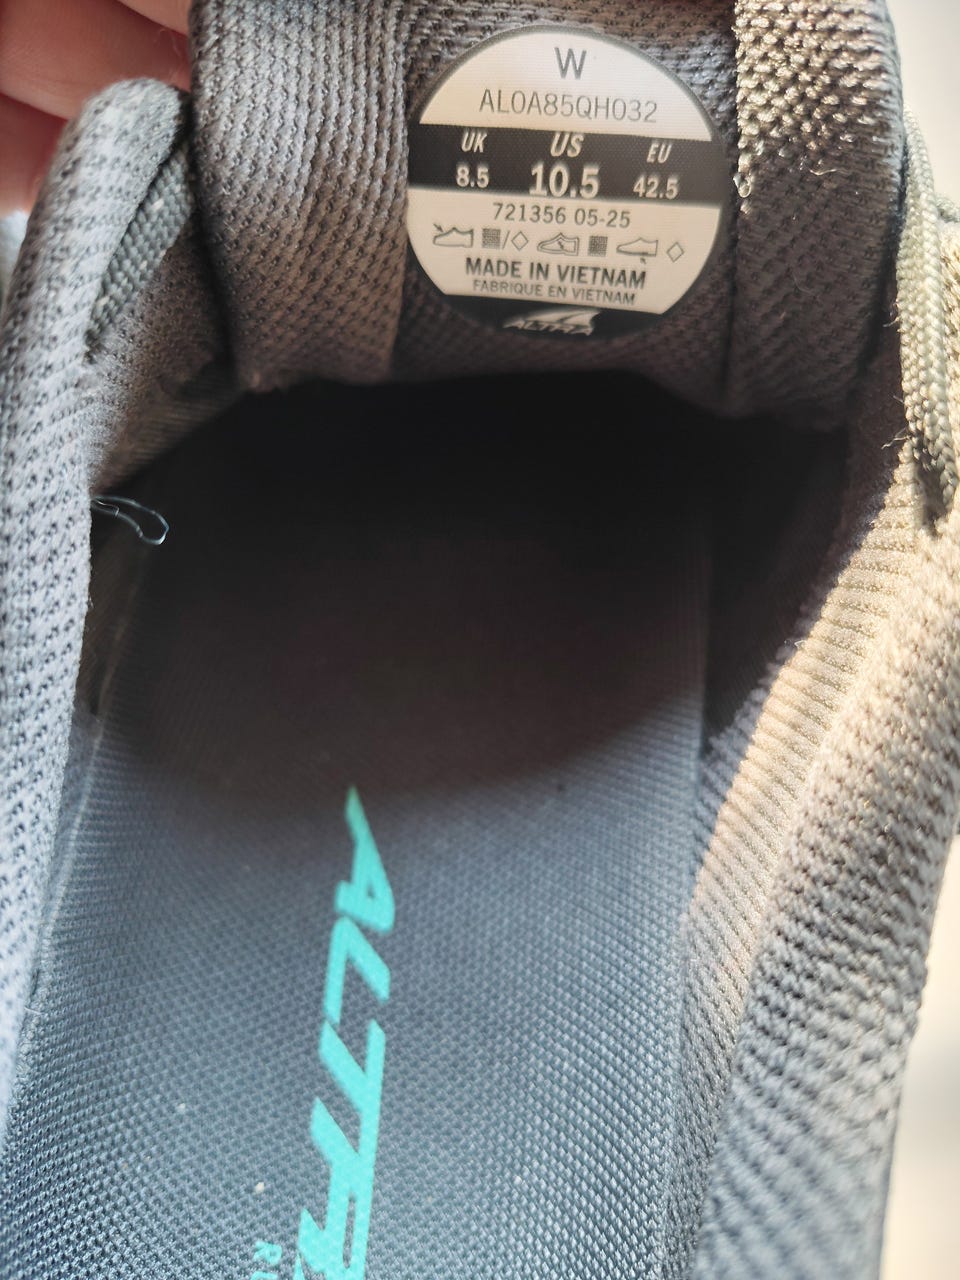 W
AL0A85QH032
UK US EU
8.5 10.5 42.5
721356 05-25
MADE IN VIETNAM
FABRIQUE EN VIETNAM
ALTRA
ALTR